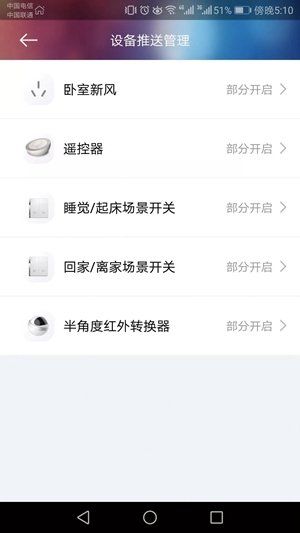 中国电信
中国联通
51% 傍晚5:10
设备推送管理
卧室新风 部分开启
遥控器 部分开启
睡觉/起床场景开关 部分开启
回家/离家场景开关 部分开启
半角度红外转换器 部分开启